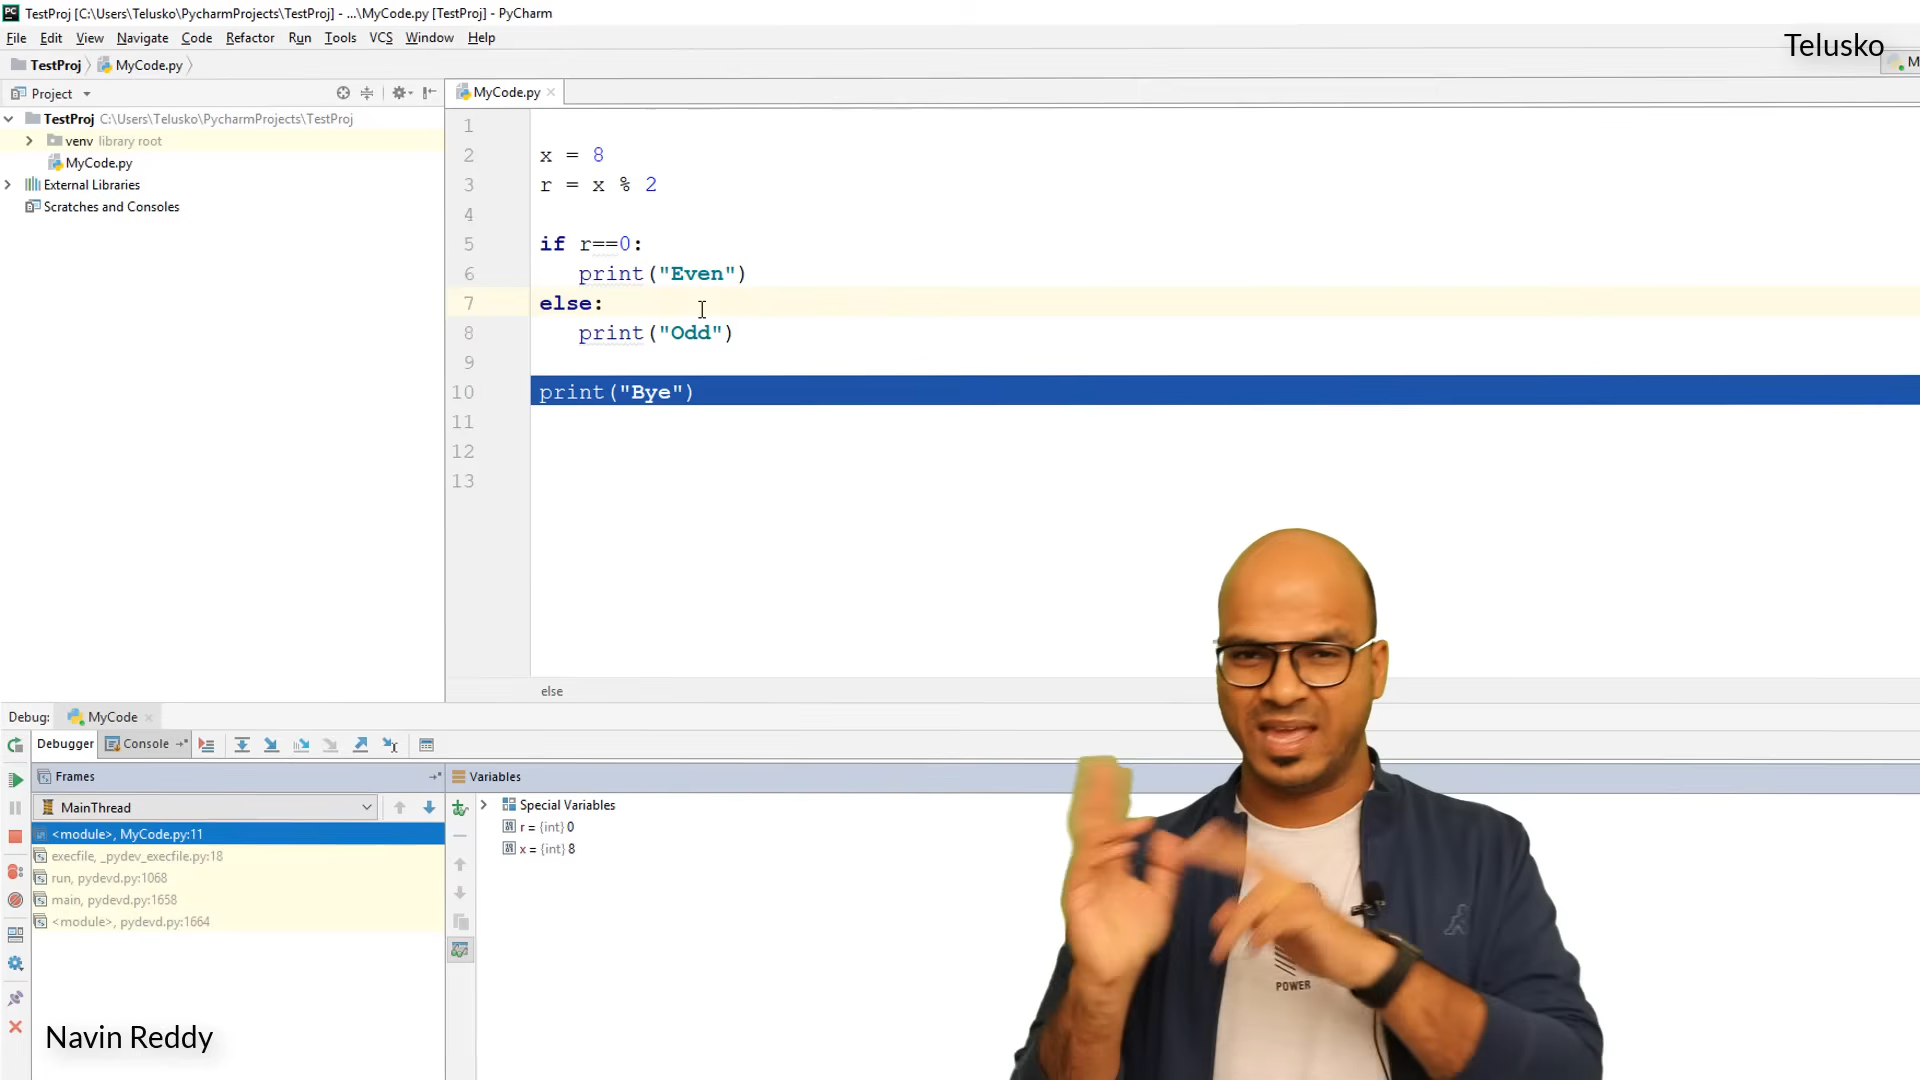 TestProj [C:\Users\Telusko\PycharmProjects\TestProj] - ...\MyCode.py [TestProj] - PyCharm
File Edit View Navigate Code Refactor Run Tools VCS Window Help
Telusko
TestProj MyCode.py
M
Project
MyCode.py
TestProj C:\Users\Telusko\PycharmProjects\TestProj
venv library root
MyCode.py
External Libraries
Scratches and Consoles
1
2 x = 8
3 r = x % 2
4
5 if r==0:
6 print("Even")
7 else:
8 print("Odd")
9
10 print("Bye")
11
12
13
else
Debug: MyCode
Debugger Console
Frames
Variables
MainThread
<module>, MyCode.py:11
execfile, _pydev_execfile.py:18
run, pydevd.py:1068
main, pydevd.py:1658
<module>, pydevd.py:1664
Special Variables
r = {int} 0
x = {int} 8
POWER
Navin Reddy